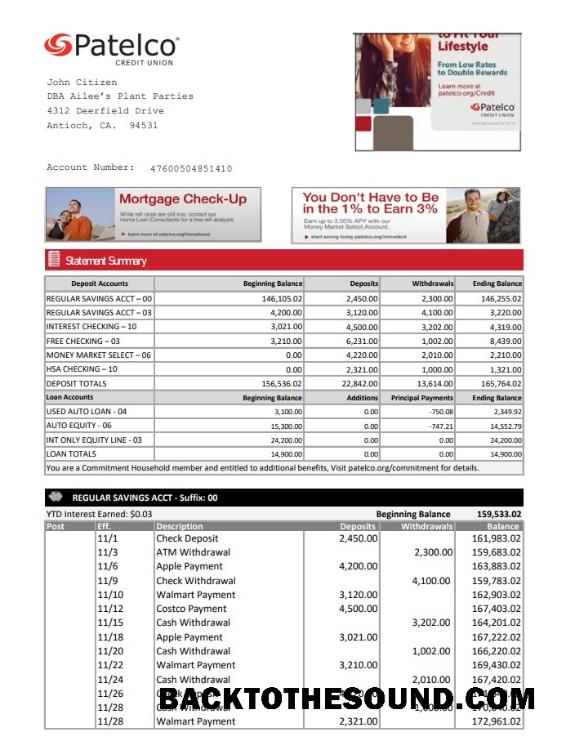 Patelco
CREDIT UNION
to Fit Your
Lifestyle
From Low Rates
to Double Rewards
Learn more at
patelco.org/Credit
Patelco
CREDIT UNION
John Citizen
DBA Ailee's Plant Parties
4312 Deerfield Drive
Antioch, CA. 94531
Account Number: 47600504851410
Mortgage Check-Up
While refi rates are still low, contact our
Home Loan Consultants for a free refi analysis.
learn more at patelco.org/homeloans
You Don't Have to Be
in the 1% to Earn 3%
Earn up to 3.00% APY with our
Money Market Select Account.
start saving today patelco.org/mmselect
Statement Summary
Deposit Accounts Beginning Balance Deposits Withdrawals Ending Balance
REGULAR SAVINGS ACCT – 00 146,105.02 2,450.00 2,300.00 146,255.02
REGULAR SAVINGS ACCT – 03 4,200.00 3,120.00 4,100.00 3,220.00
INTEREST CHECKING – 10 3,021.00 4,500.00 3,202.00 4,319.00
FREE CHECKING – 03 3,210.00 6,231.00 1,002.00 8,439.00
MONEY MARKET SELECT – 06 0.00 4,220.00 2,010.00 2,210.00
HSA CHECKING – 10 0.00 2,321.00 1,000.00 1,321.00
DEPOSIT TOTALS 156,536.02 22,842.00 13,614.00 165,764.02
Loan Accounts Beginning Balance Additions Principal Payments Ending Balance
USED AUTO LOAN - 04 3,100.00 0.00 -750.08 2,349.92
AUTO EQUITY - 06 15,300.00 0.00 -747.21 14,552.79
INT ONLY EQUITY LINE - 03 24,200.00 0.00 0.00 24,200.00
LOAN TOTALS 14,900.00 0.00 0.00 14,900.00
You are a Commitment Household member and entitled to additional benefits, Visit patelco.org/commitment for details.
REGULAR SAVINGS ACCT - Suffix: 00
YTD Interest Earned: $0.03 Beginning Balance 159,533.02
Post Eff. Description Deposits Withdrawals Balance
11/1 Check Deposit 2,450.00 161,983.02
11/3 ATM Withdrawal 2,300.00 159,683.02
11/6 Apple Payment 4,200.00 163,883.02
11/9 Check Withdrawal 4,100.00 159,783.02
11/10 Walmart Payment 3,120.00 162,903.02
11/12 Costco Payment 4,500.00 167,403.02
11/15 Cash Withdrawal 3,202.00 164,201.02
11/18 Apple Payment 3,021.00 167,222.02
11/20 Cash Withdrawal 1,002.00 166,220.02
11/22 Walmart Payment 3,210.00 169,430.02
11/24 Cash Withdrawal 2,010.00 167,420.02
11/26
BACKTOTHESOUND.COM
11/28
11/28 Walmart Payment 2,321.00 172,961.02